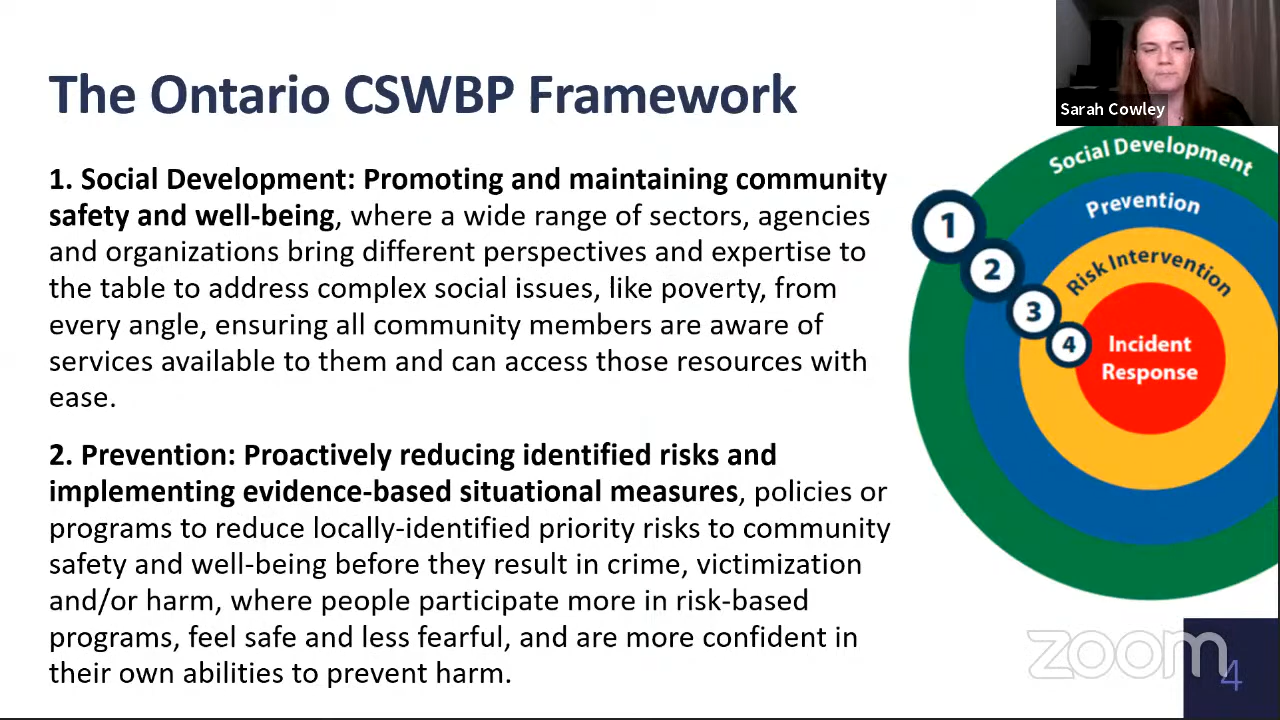 The Ontario CSWBP Framework
Sarah Cowley
1. Social Development: Promoting and maintaining community
safety and well-being, where a wide range of sectors, agencies
and organizations bring different perspectives and expertise to
the table to address complex social issues, like poverty, from
every angle, ensuring all community members are aware of
services available to them and can access those resources with
ease.
2. Prevention: Proactively reducing identified risks and
implementing evidence-based situational measures, policies or
programs to reduce locally-identified priority risks to community
safety and well-being before they result in crime, victimization
and/or harm, where people participate more in risk-based
programs, feel safe and less fearful, and are more confident in
their own abilities to prevent harm.
Social Development
Prevention
Risk Intervention
Incident
Response
1
2
3
4
zoom
4